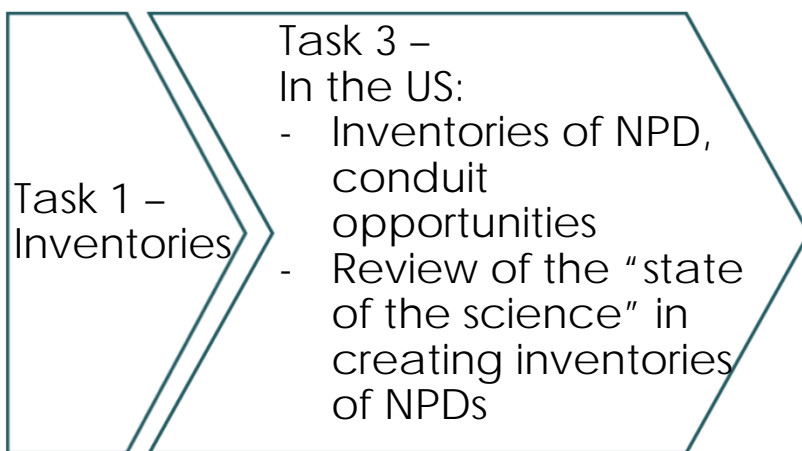 Task 1 –
Inventories
Task 3 –
In the US:
- Inventories of NPD,
conduit
opportunities
- Review of the “state
of the science” in
creating inventories
of NPDs